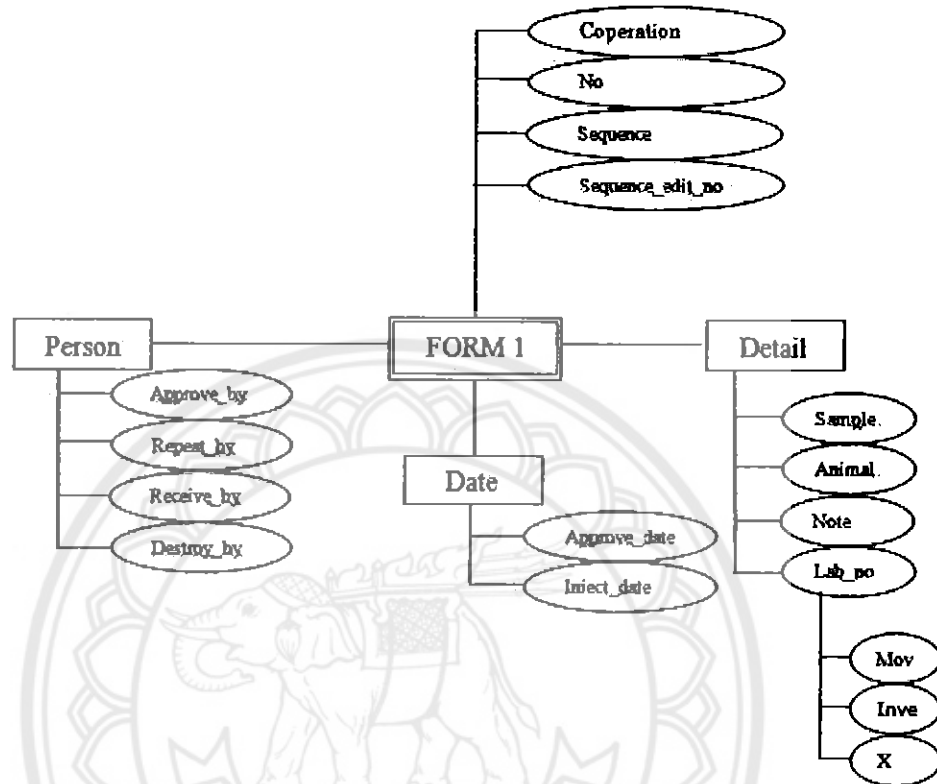 Coperation
No
Sequence
Sequence_edit_no
Person
FORM 1
Detail
Approve_by
Repeat_by
Receive_by
Destroy_by
Date
Approve_date
Inject_date
Sample.
Animal.
Note
Lab_no
Mov
Inve
X